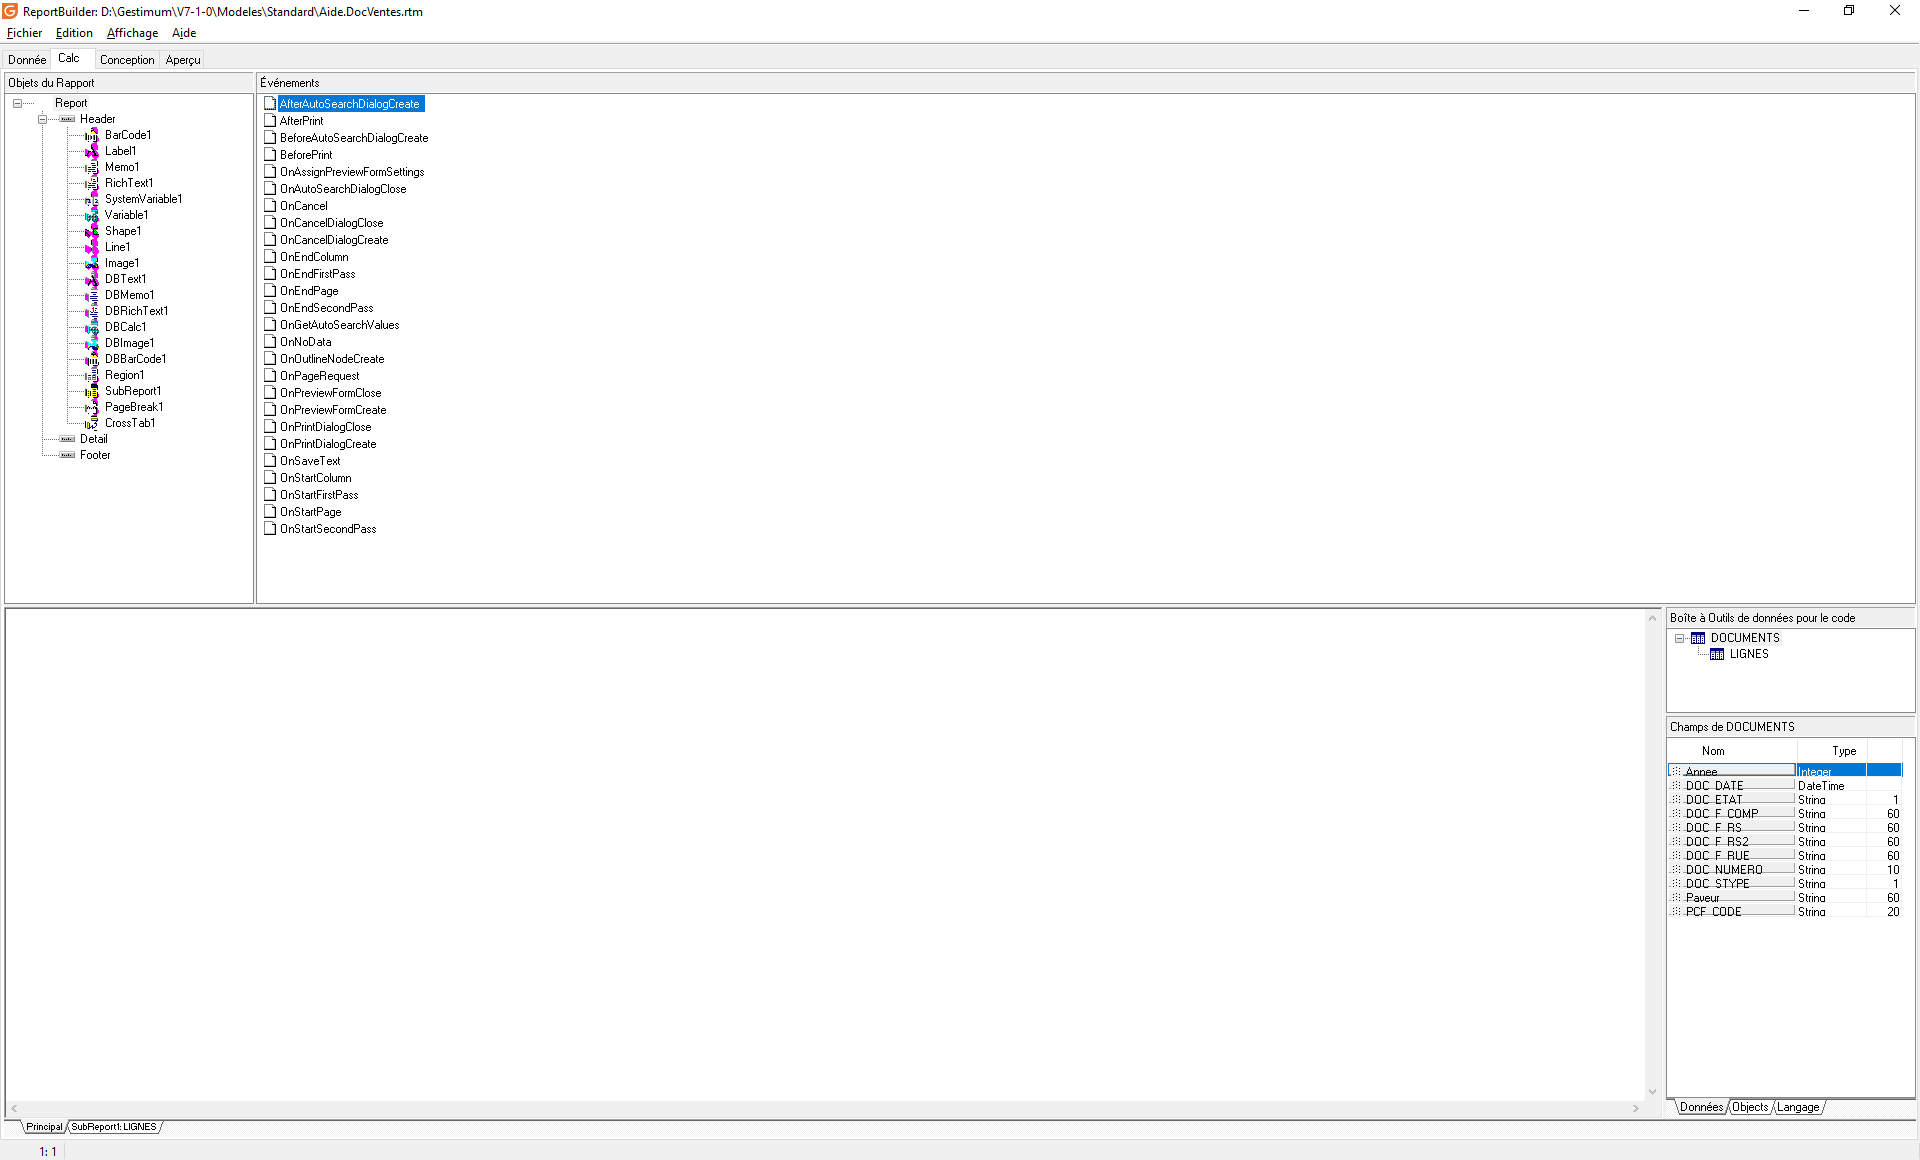 ReportBuilder: D:\Gestimum\V7-1-0\Modeles\Standard\Aide.DocVentes.rtm
Fichier Edition Affichage Aide
Donnée Calc Conception Aperçu
Objets du Rapport
Report
Header
BarCode1
Label1
Memo1
RichText1
SystemVariable1
Variable1
Shape1
Line1
Image1
DBText1
DBMemo1
DBRichText1
DBCalc1
DBImage1
DBBarCode1
Region1
SubReport1
PageBreak1
CrossTab1
Detail
Footer
Événements
AfterAutoSearchDialogCreate
AfterPrint
BeforeAutoSearchDialogCreate
BeforePrint
OnAssignPreviewFormSettings
OnAutoSearchDialogClose
OnCancel
OnCancelDialogClose
OnCancelDialogCreate
OnEndColumn
OnEndFirstPass
OnEndPage
OnEndSecondPass
OnGetAutoSearchValues
OnNoData
OnOutlineNodeCreate
OnPageRequest
OnPreviewFormClose
OnPreviewFormCreate
OnPrintDialogClose
OnPrintDialogCreate
OnSaveText
OnStartColumn
OnStartFirstPass
OnStartPage
OnStartSecondPass
Boîte à Outils de données pour le code
DOCUMENTS
LIGNES
Champs de DOCUMENTS
Nom Type
Annee Integer
DOC_DATE DateTime
DOC_ETAT String 1
DOC_F_COMP String 60
DOC_F_RS String 60
DOC_F_RS2 String 60
DOC_F_RUE String 60
DOC_NUMERO String 10
DOC_STYPE String 1
Payeur String 60
PCF_CODE String 20
Données Objects Langage
Principal SubReport1: LIGNES
1: 1